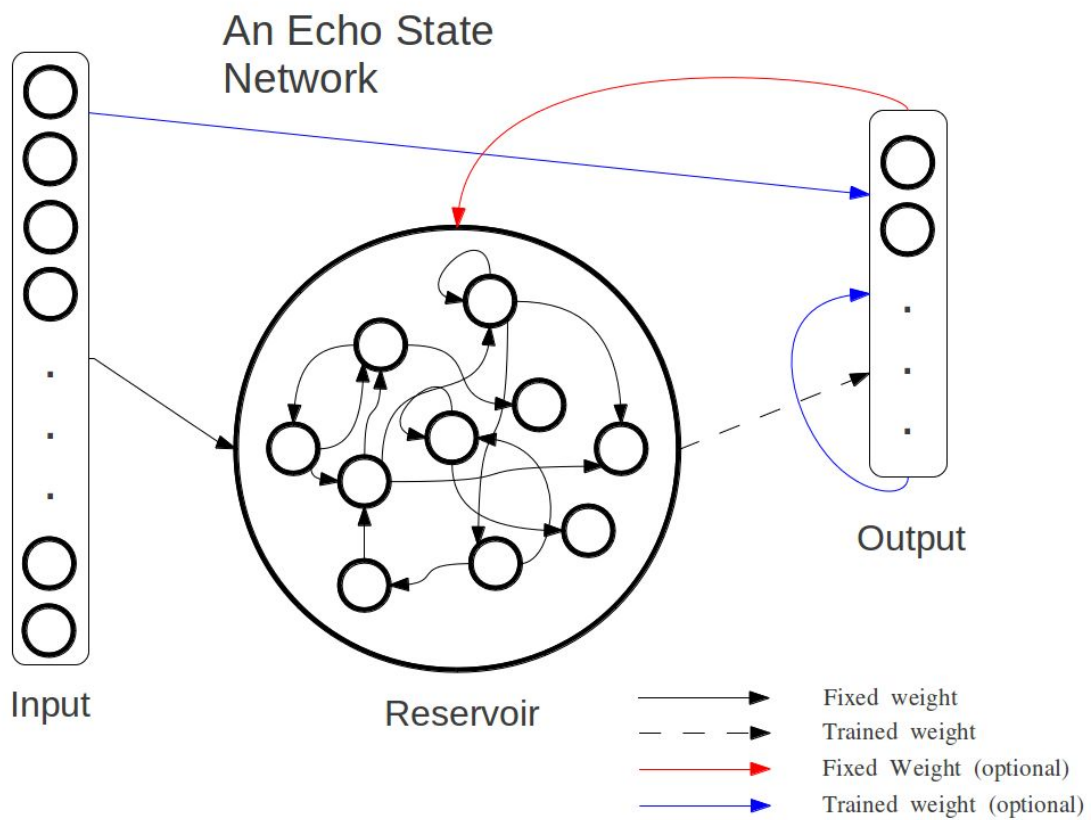 An Echo State
Network
Input
Reservoir
Output
Fixed weight
Trained weight
Fixed Weight (optional)
Trained weight (optional)